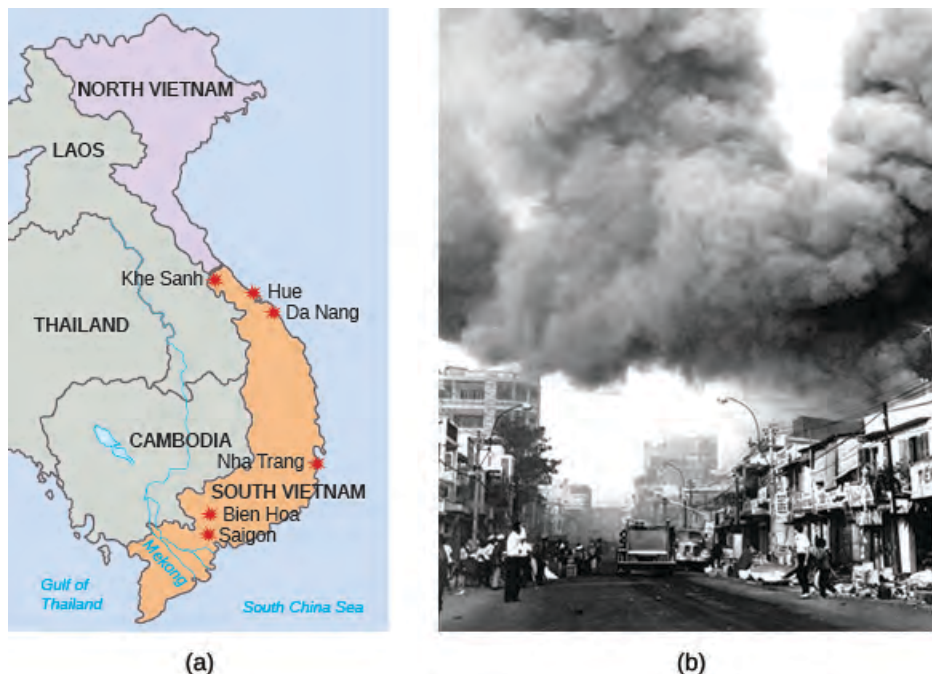 NORTH VIETNAM
LAOS
Khe Sanh
Hue
Da Nang
THAILAND
CAMBODIA
Nha Trang
SOUTH VIETNAM
Bien Hoa
Saigon
Mekong
Gulf of
Thailand
South China Sea
(a)
(b)